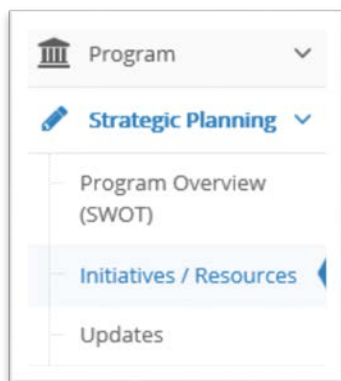 Program
Strategic Planning
Program Overview
(SWOT)
Initiatives / Resources
Updates